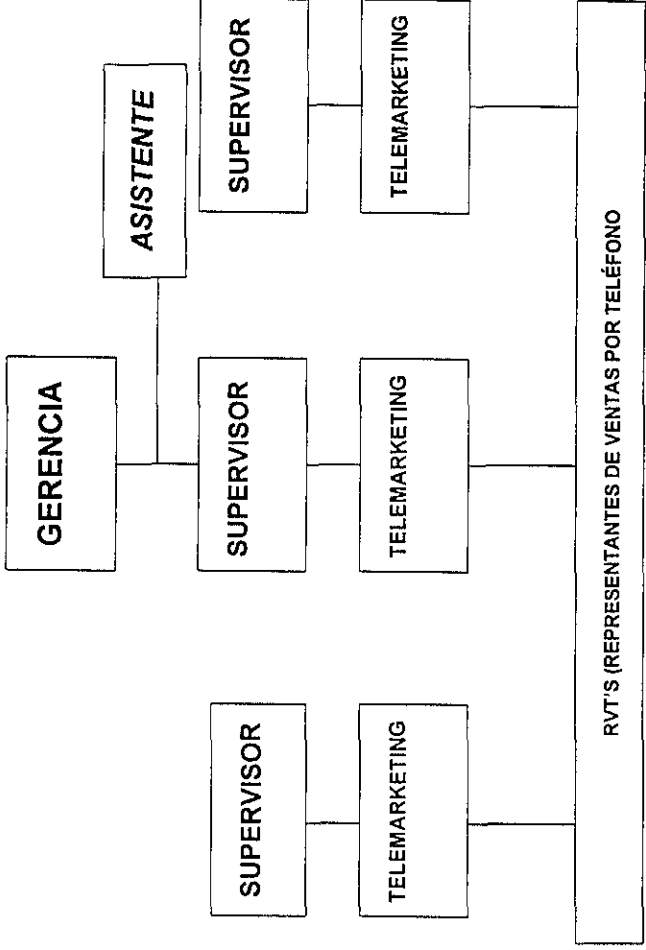 GERENCIA
ASISTENTE
SUPERVISOR
SUPERVISOR
SUPERVISOR
TELEMARKETING
TELEMARKETING
TELEMARKETING
RVT'S (REPRESENTANTES DE VENTAS POR TELÉFONO